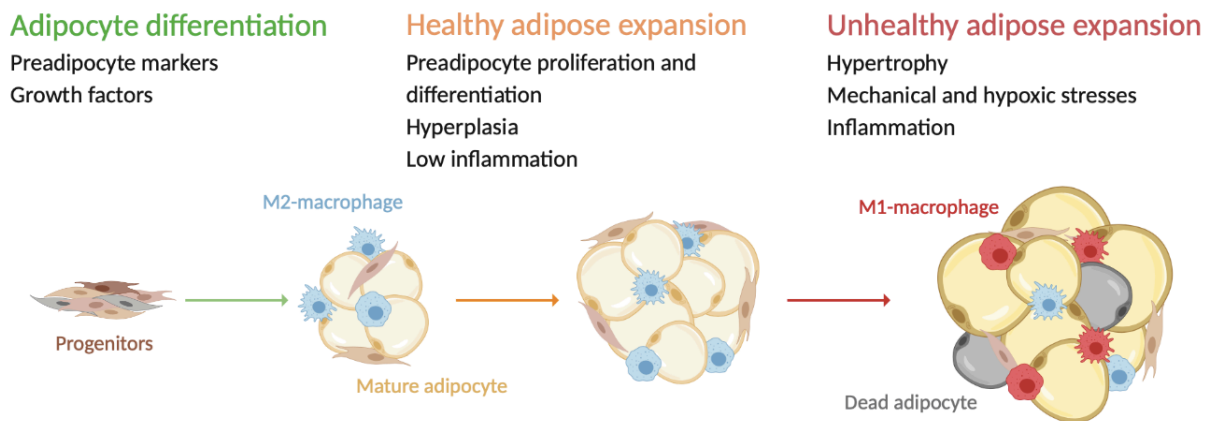 Adipocyte differentiation
Preadipocyte markers
Growth factors
Healthy adipose expansion
Preadipocyte proliferation and
differentiation
Hyperplasia
Low inflammation
Unhealthy adipose expansion
Hypertrophy
Mechanical and hypoxic stresses
Inflammation
M2-macrophage
M1-macrophage
Progenitors
Mature adipocyte
Dead adipocyte